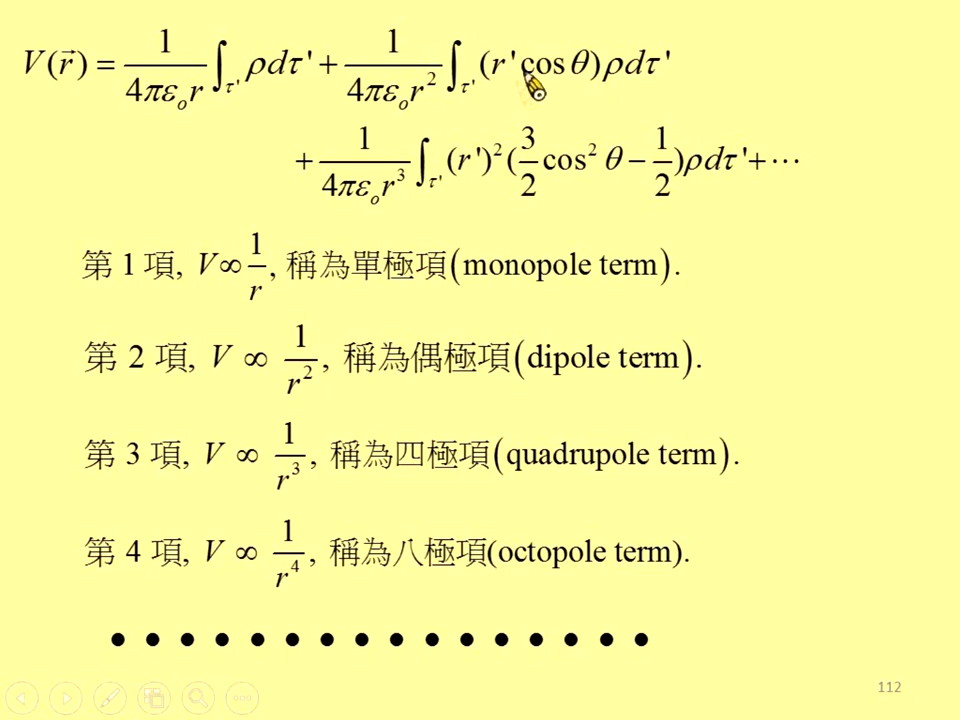 V(r⃗) = 1/(4πε_o r) ∫_τ' ρdτ' + 1/(4πε_o r²) ∫_τ' (r'cosθ)ρdτ'
+ 1/(4πε_o r³) ∫_τ' (r')² (3/2 cos²θ − 1/2)ρdτ' + ⋯
第 1 項, V∞ 1/r, 稱為單極項(monopole term).
第 2 項, V ∞ 1/r², 稱為偶極項(dipole term).
第 3 項, V ∞ 1/r³, 稱為四極項(quadrupole term).
第 4 項, V ∞ 1/r⁴, 稱為八極項(octopole term).
● ● ● ● ● ● ● ● ● ● ● ● ● ● ● ●
112